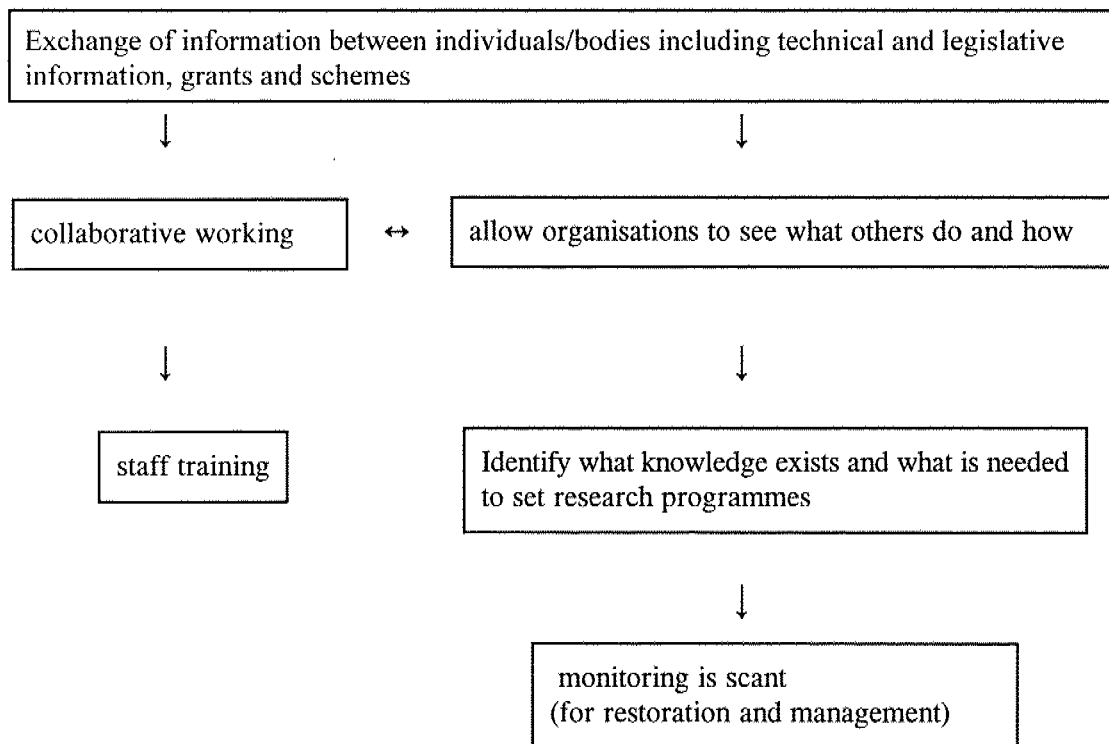 Exchange of information between individuals/bodies including technical and legislative
information, grants and schemes
↓ ↓
collaborative working ↔ allow organisations to see what others do and how
↓ ↓
staff training
Identify what knowledge exists and what is needed
to set research programmes
↓
monitoring is scant
(for restoration and management)